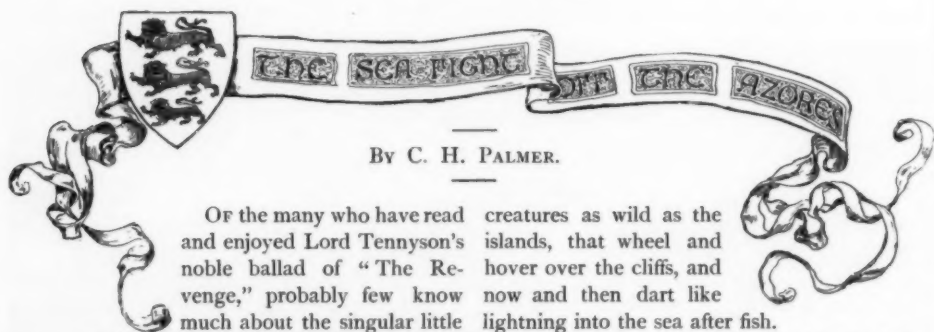 THE SEA FIGHT OFF THE AZORES
BY C. H. PALMER.
OF the many who have read
and enjoyed Lord Tennyson's
noble ballad of "The Re-
venge," probably few know
much about the singular little
creatures as wild as the
islands, that wheel and
hover over the cliffs, and
now and then dart like
lightning into the sea after fish.